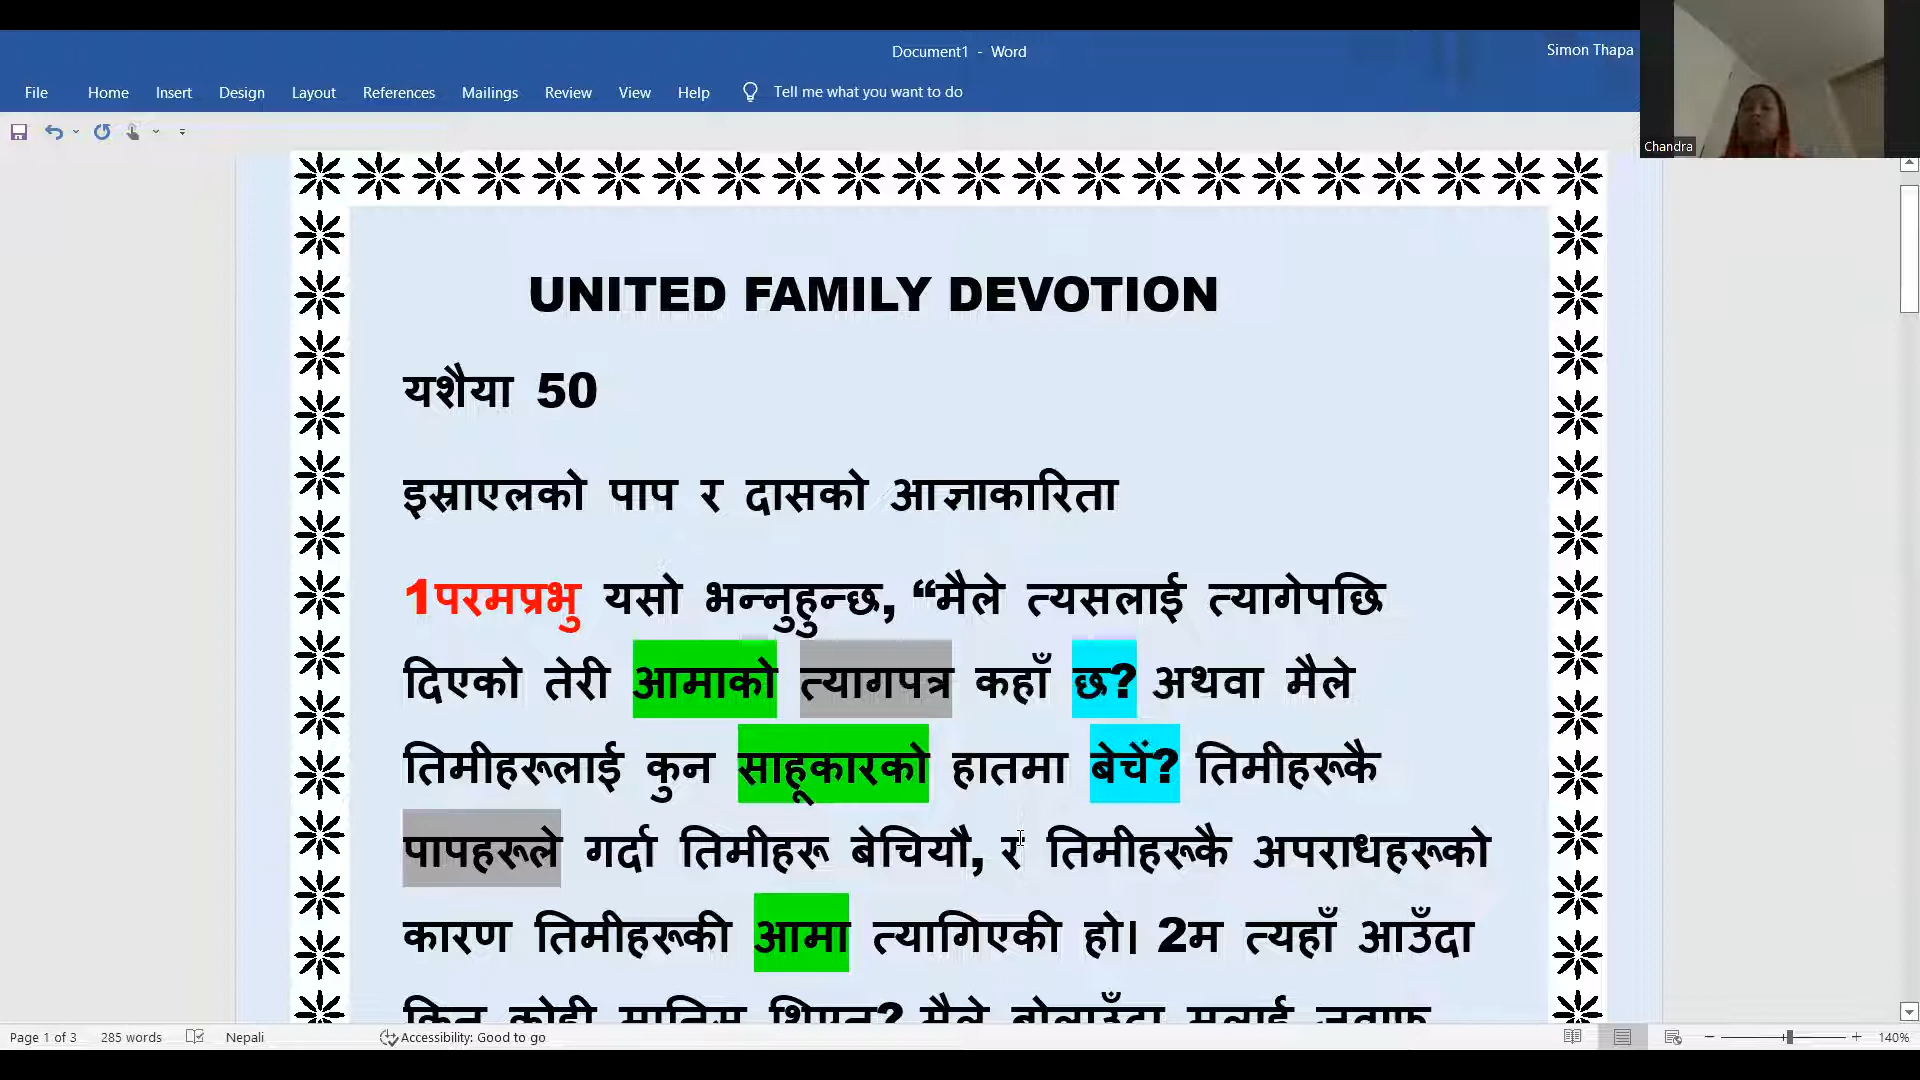 Document1 - Word
Simon Thapa
File Home Insert Design Layout References Mailings Review View Help Tell me what you want to do
Chandra
UNITED FAMILY DEVOTION
यशैया 50
इस्राएलको पाप र दासको आज्ञाकारिता
1परमप्रभु यसो भन्नुहुन्छ, “मैले त्यसलाई त्यागेपछि
दिएको तेरी आमाको त्यागपत्र कहाँ छ? अथवा मैले
तिमीहरूलाई कुन साहूकारको हातमा बेचें? तिमीहरूकै
पापहरूले गर्दा तिमीहरू बेचियौ, र तिमीहरूकै अपराधहरूको
कारण तिमीहरूकी आमा त्यागिएकी हो। 2म त्यहाँ आउँदा
किन कोही मानिस थिएन? मैले बोलाउँदा मलाई जवाफ
Page 1 of 3 285 words Nepali Accessibility: Good to go 140%